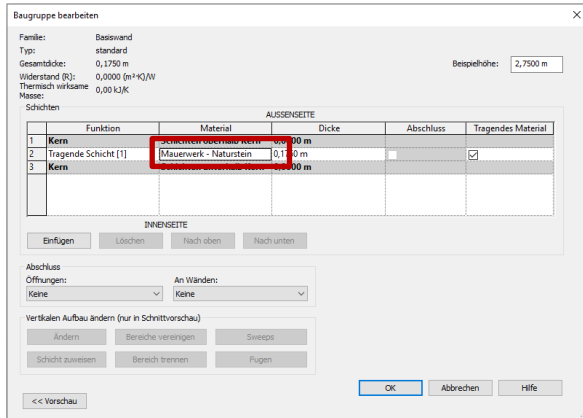 Baugruppe bearbeiten
Familie: Basiswand
Typ: standard
Gesamtdicke: 0,1750 m Beispielhöhe: 2,7500 m
Widerstand (R): 0,0000 (m²·K)/W
Thermisch wirksame Masse: 0,00 kJ/K
Schichten
AUSSENSEITE
Funktion Material Dicke Abschluss Tragendes Material
1 Kern Schichten oberhalb Kern 0,0000 m
2 Tragende Schicht [1] Mauerwerk - Naturstein 0,1750 m
3 Kern Schichten unterhalb Kern 0,0000 m
INNENSEITE
Einfügen Löschen Nach oben Nach unten
Abschluss
Öffnungen: An Wänden:
Keine Keine
Vertikalen Aufbau ändern (nur in Schnittvorschau)
Ändern Bereiche vereinigen Sweeps
Schicht zuweisen Bereich trennen Fugen
OK Abbrechen Hilfe
<< Vorschau